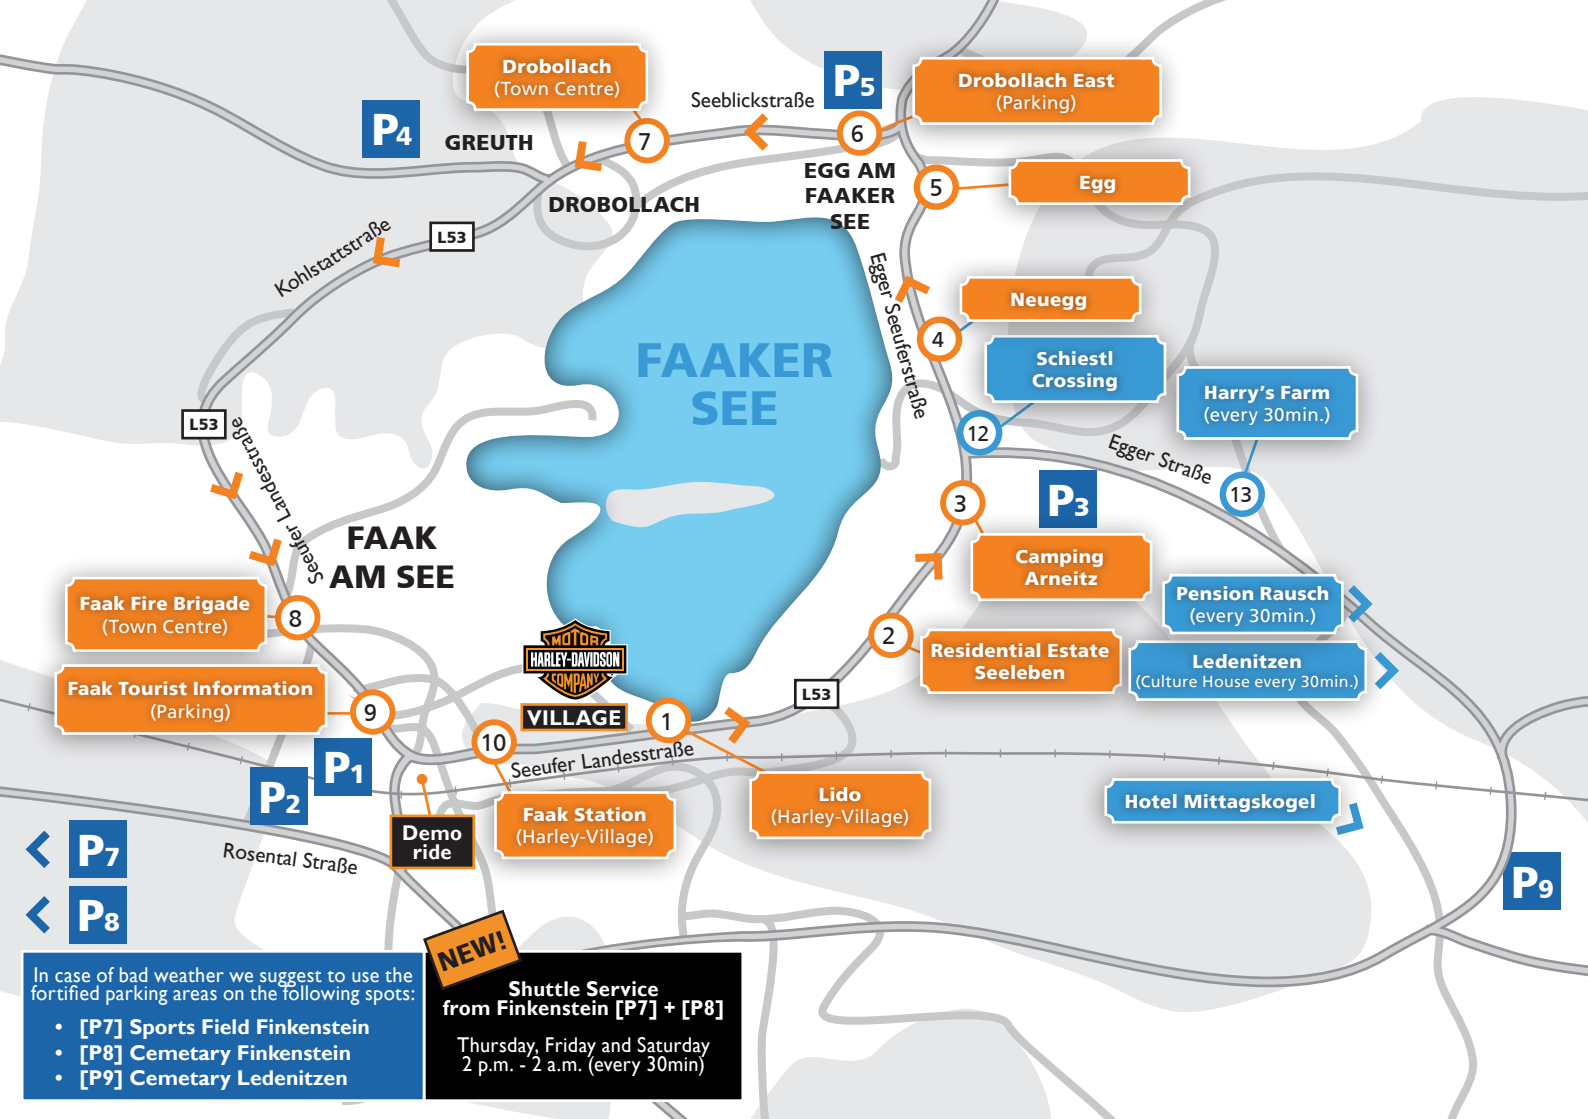 Drobollach
(Town Centre)
P5
Drobollach East
(Parking)
Seeblickstraße
P4
GREUTH
7
6
EGG AM
FAAKER
SEE
5
Egg
DROBOLLACH
L53
Kohlstattstraße
Egger Seeuferstraße
Neuegg
4
FAAKER
SEE
Schiestl
Crossing
Harry's Farm
(every 30min.)
L53
12
Egger Straße
13
Seeufer Landesstraße
3
P3
FAAK
AM SEE
Camping
Arneitz
Faak Fire Brigade
(Town Centre)
8
Pension Rausch
(every 30min.)
2
Residential Estate
Seeleben
Ledenitzen
(Culture House every 30min.)
MOTOR
HARLEY-DAVIDSON
COMPANY
VILLAGE
Faak Tourist Information
(Parking)
9
L53
1
10
Seeufer Landesstraße
P1
P2
Lido
(Harley-Village)
Hotel Mittagskogel
Faak Station
(Harley-Village)
Demo
ride
Rosental Straße
P7
P8
P9
NEW!
In case of bad weather we suggest to use the
fortified parking areas on the following spots:
• [P7] Sports Field Finkenstein
• [P8] Cemetary Finkenstein
• [P9] Cemetary Ledenitzen
Shuttle Service
from Finkenstein [P7] + [P8]
Thursday, Friday and Saturday
2 p.m. - 2 a.m. (every 30min)